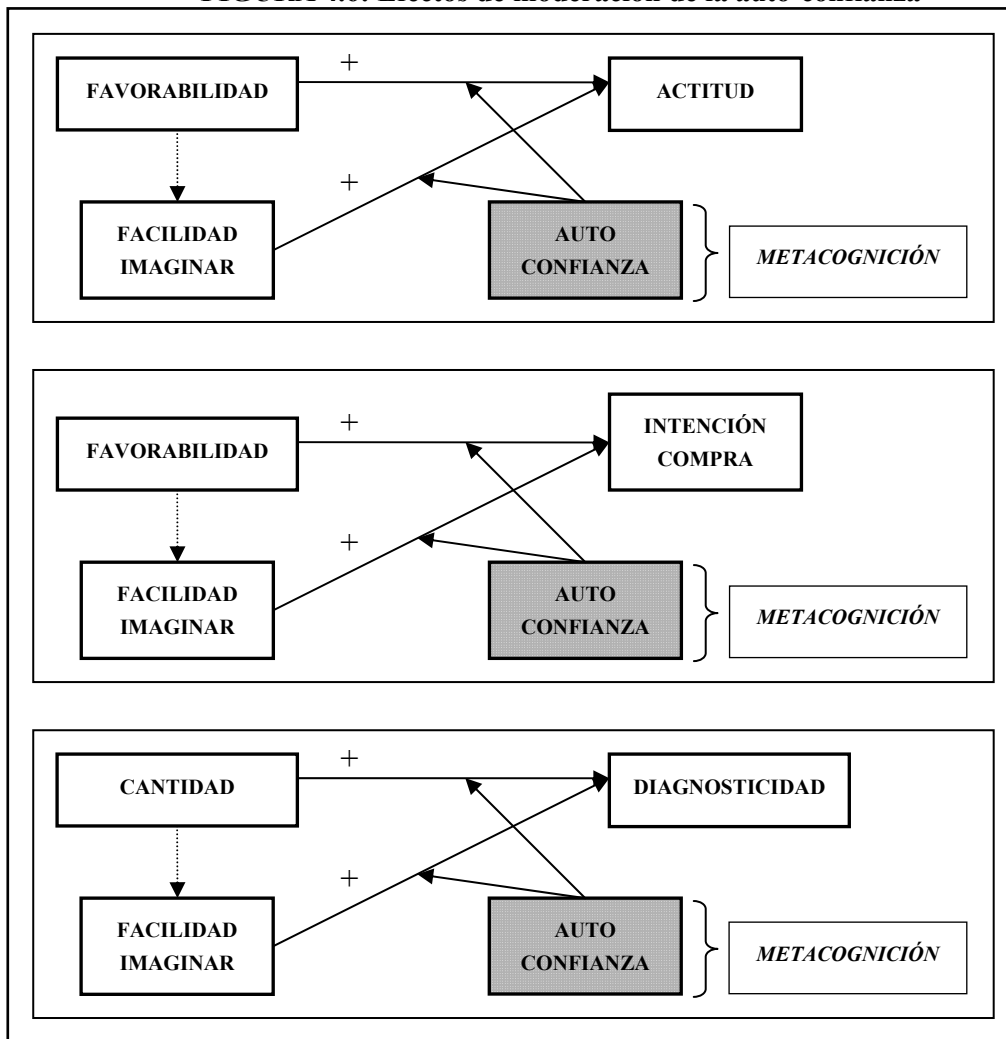 FIGURA 4.6: Efectos de moderación de la auto-confianza
+
FAVORABILIDAD
ACTITUD
+
FACILIDAD
IMAGINAR
AUTO
CONFIANZA
METACOGNICIÓN
+
FAVORABILIDAD
INTENCIÓN
COMPRA
+
FACILIDAD
IMAGINAR
AUTO
CONFIANZA
METACOGNICIÓN
+
CANTIDAD
DIAGNOSTICIDAD
+
FACILIDAD
IMAGINAR
AUTO
CONFIANZA
METACOGNICIÓN